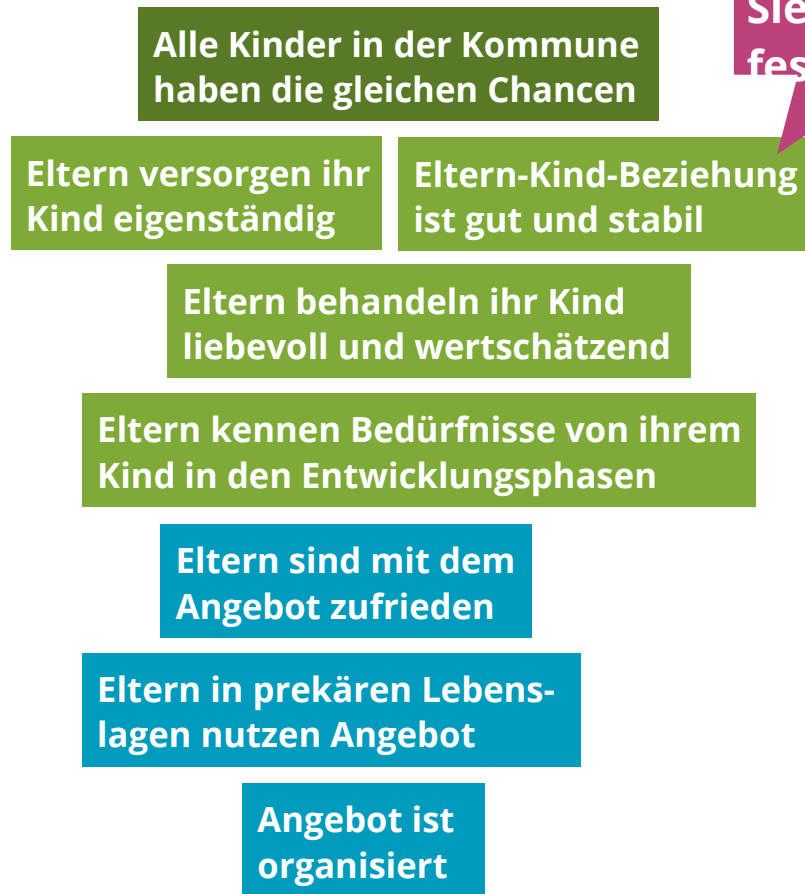 Sie
fes
Alle Kinder in der Kommune
haben die gleichen Chancen
Eltern versorgen ihr
Kind eigenständig
Eltern-Kind-Beziehung
ist gut und stabil
Eltern behandeln ihr Kind
liebevoll und wertschätzend
Eltern kennen Bedürfnisse von ihrem
Kind in den Entwicklungsphasen
Eltern sind mit dem
Angebot zufrieden
Eltern in prekären Lebens-
lagen nutzen Angebot
Angebot ist
organisiert